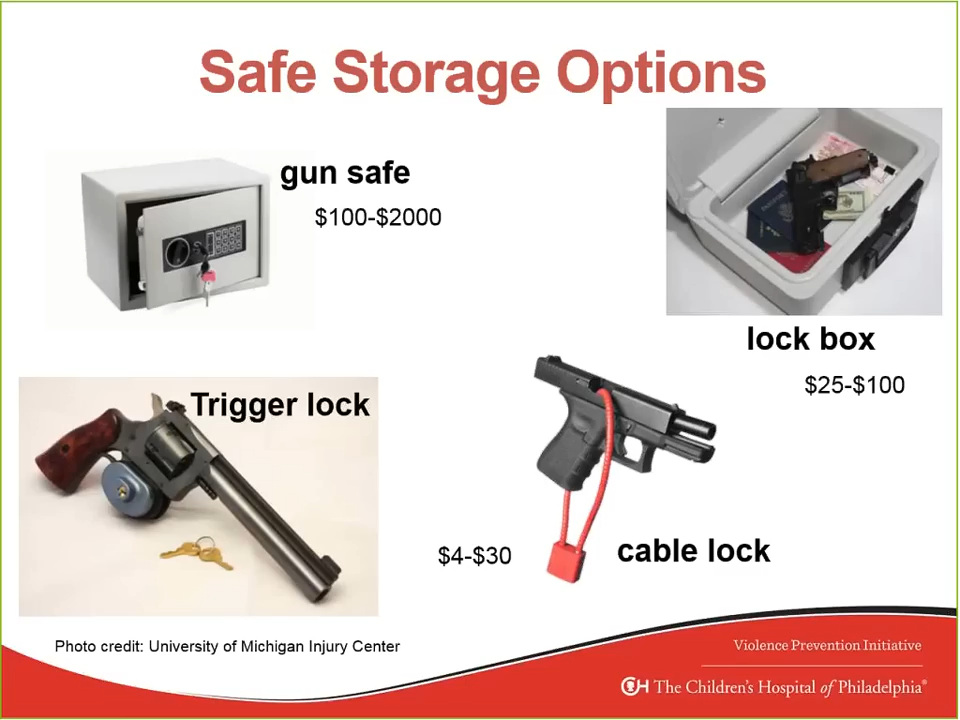 Safe Storage Options
gun safe
$100-$2000
lock box
$25-$100
Trigger lock
$4-$30
cable lock
Photo credit: University of Michigan Injury Center
Violence Prevention Initiative
CH The Children's Hospital of Philadelphia®